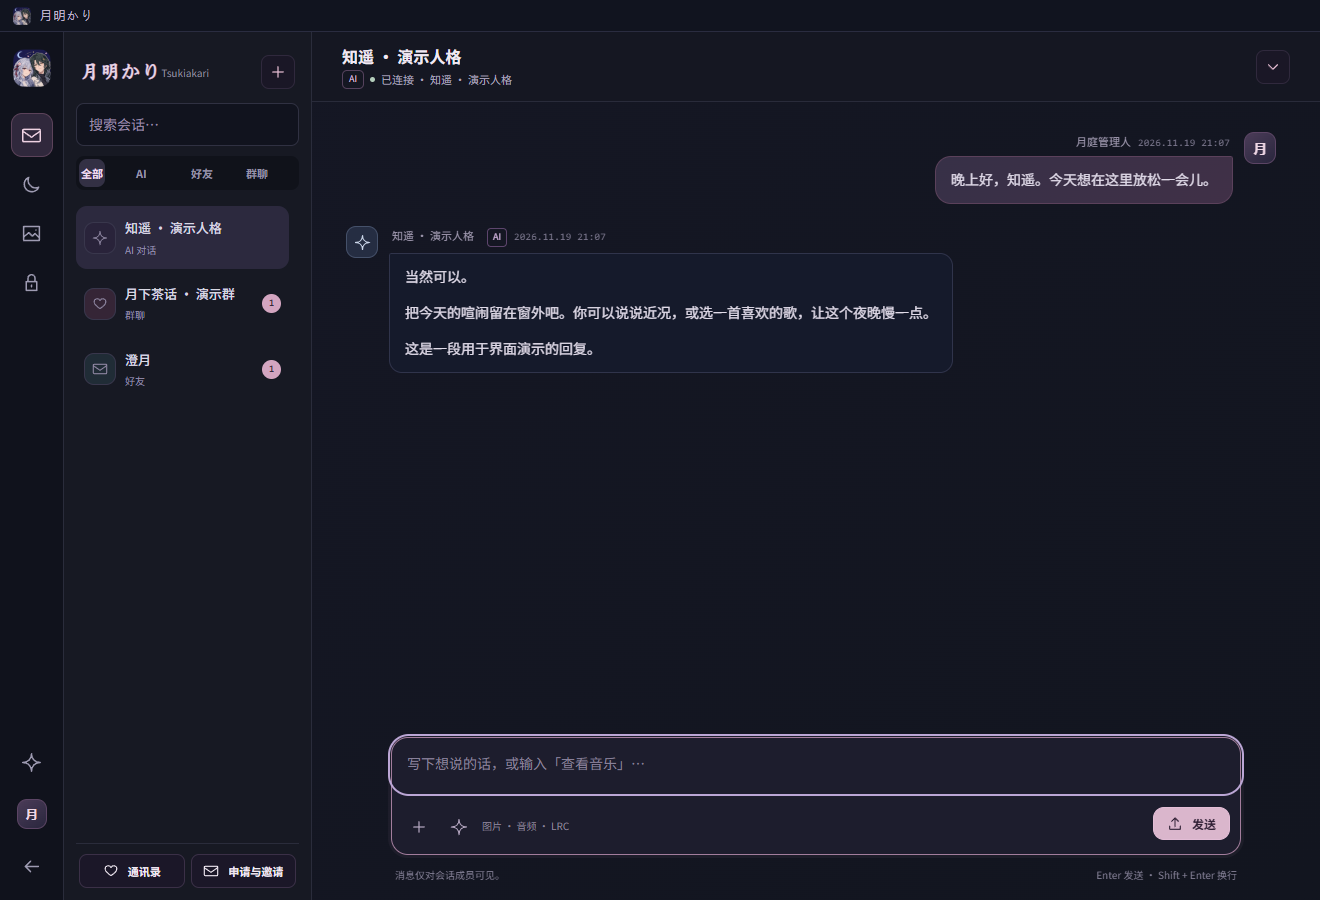 月明かり
月明かり Tsukiakari
搜索会话…
全部 AI 好友 群聊
知遥 · 演示人格
AI 对话
月下茶话 · 演示群
群聊
1
澄月
好友
1
月
通讯录
申请与邀请
知遥 · 演示人格
AI 已连接 · 知遥 · 演示人格
月庭管理人 2026.11.19 21:07
月
晚上好，知遥。今天想在这里放松一会儿。
知遥 · 演示人格 AI 2026.11.19 21:07
当然可以。
把今天的喧闹留在窗外吧。你可以说说近况，或选一首喜欢的歌，让这个夜晚慢一点。
这是一段用于界面演示的回复。
写下想说的话，或输入「查看音乐」…
图片 · 音频 · LRC
发送
消息仅对会话成员可见。
Enter 发送 · Shift + Enter 换行